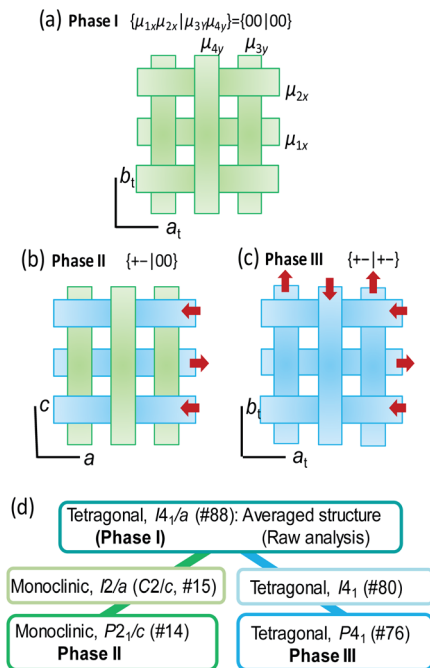 (a) Phase I {μ1xμ2x|μ3yμ4y}={00|00}
μ4y μ3y
μ2x
μ1x
bt
at
(b) Phase II {+−|00}
c
a
(c) Phase III {+−|+−}
bt
at
(d)
Tetragonal, I41/a (#88): Averaged structure
(Phase I) (Raw analysis)
Monoclinic, I2/a (C2/c, #15)
Tetragonal, I41 (#80)
Monoclinic, P21/c (#14)
Phase II
Tetragonal, P41 (#76)
Phase III